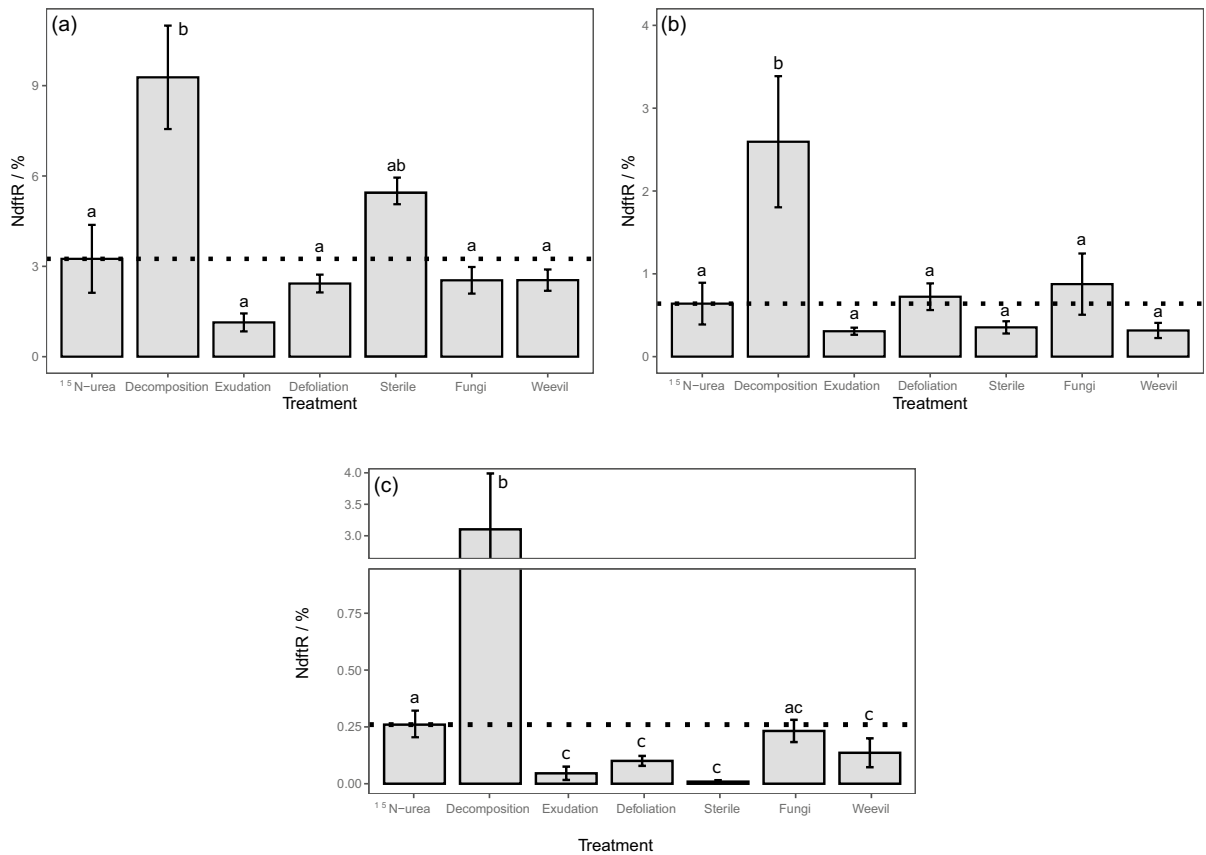 (a)
NdftR / %
9
6
3
0
a
b
a
a
ab
a
a
¹⁵N−urea Decomposition Exudation Defoliation Sterile Fungi Weevil
Treatment
(b)
NdftR / %
4
3
2
1
0
a
b
a
a
a
a
a
¹⁵N−urea Decomposition Exudation Defoliation Sterile Fungi Weevil
Treatment
(c)
NdftR / %
4.0
3.5
3.0
0.75
0.50
0.25
0.00
a
b
c
c
c
ac
c
¹⁵N−urea Decomposition Exudation Defoliation Sterile Fungi Weevil
Treatment